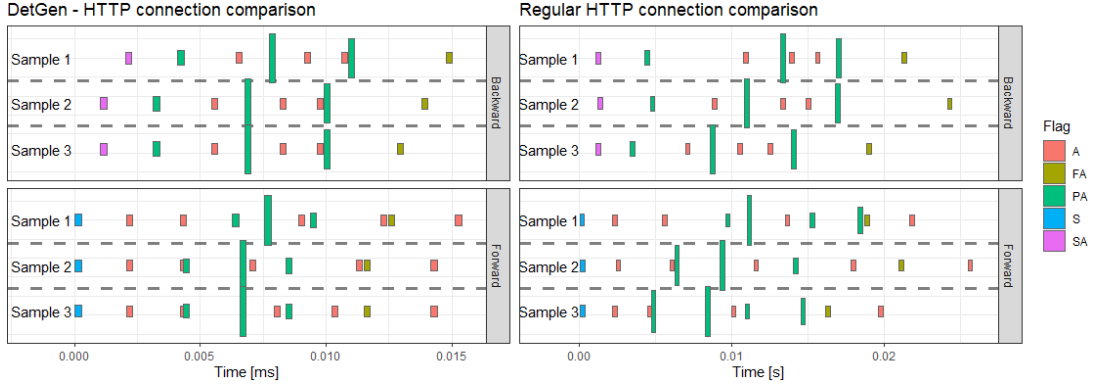 DetGen - HTTP connection comparison
Sample 1
Sample 2
Sample 3
Backward
Sample 1
Sample 2
Sample 3
Forward
0.000 0.005 0.010 0.015
Time [ms]
Regular HTTP connection comparison
Sample 1
Sample 2
Sample 3
Backward
Sample 1
Sample 2
Sample 3
Forward
0.00 0.01 0.02
Time [s]
Flag
A
FA
PA
S
SA